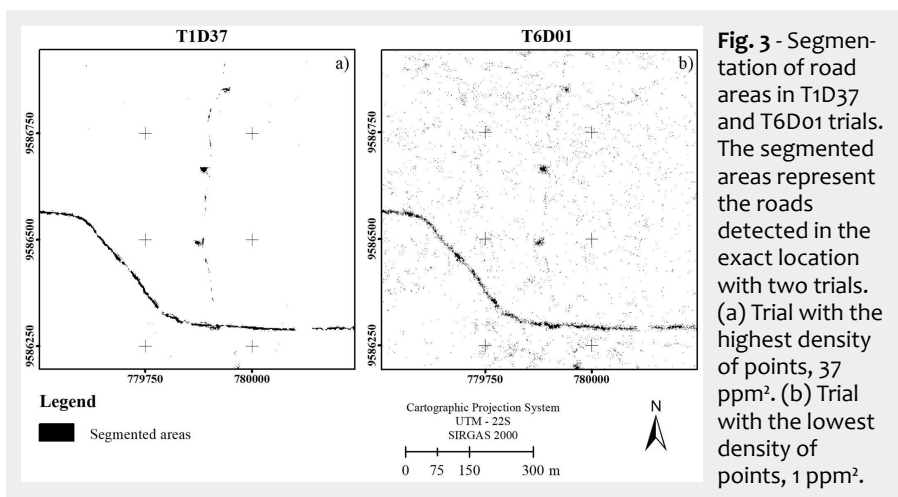 T1D37
a)
9586750
9586500
9586250
779750
780000
T6D01
b)
9586750
9586500
9586250
779750
780000
Legend
Segmented areas
Cartographic Projection System
UTM - 22S
SIRGAS 2000
0 75 150 300 m
N
Fig. 3 - Segmen-
tation of road
areas in T1D37
and T6D01 trials.
The segmented
areas represent
the roads
detected in the
exact location
with two trials.
(a) Trial with the
highest density
of points, 37
ppm². (b) Trial
with the lowest
density of
points, 1 ppm².